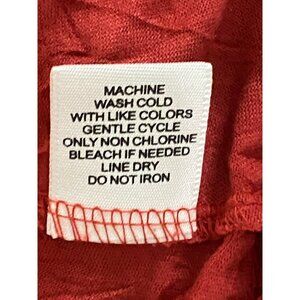 MACHINE
WASH COLD
WITH LIKE COLORS
GENTLE CYCLE
ONLY NON CHLORINE
BLEACH IF NEEDED
LINE DRY
DO NOT IRON